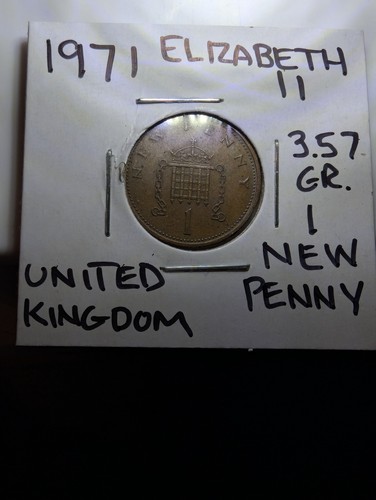 1971 ELIZABETH II
3.57
GR.
1
NEW
PENNY
UNITED
KINGDOM
NEW PENNY
1